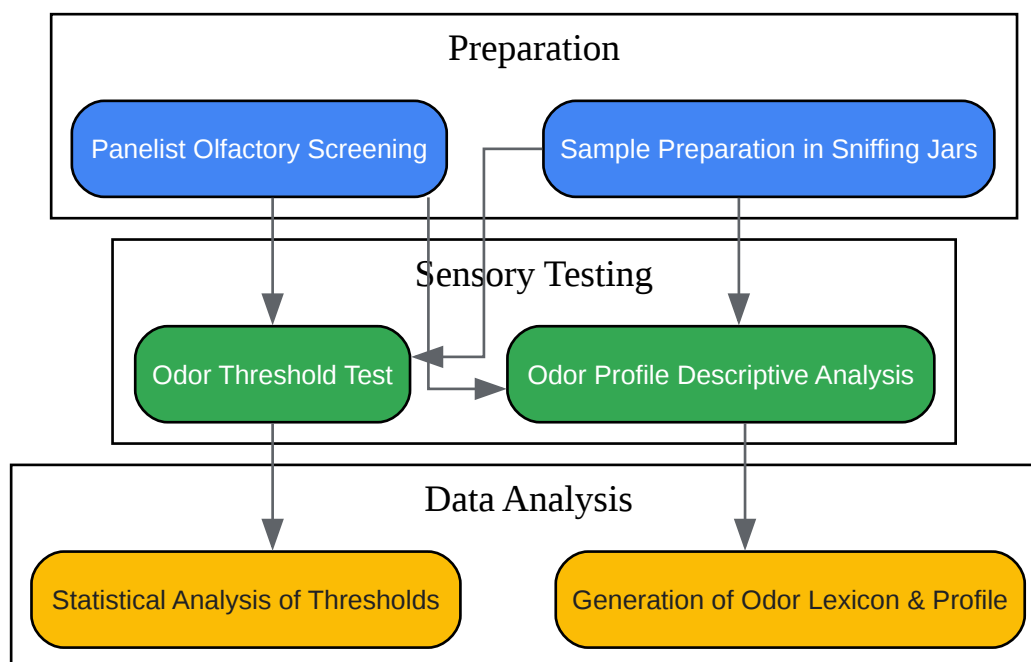 Preparation
Panelist Olfactory Screening
Sample Preparation in Sniffing Jars
Sensory Testing
Odor Threshold Test
Odor Profile Descriptive Analysis
Data Analysis
Statistical Analysis of Thresholds
Generation of Odor Lexicon & Profile